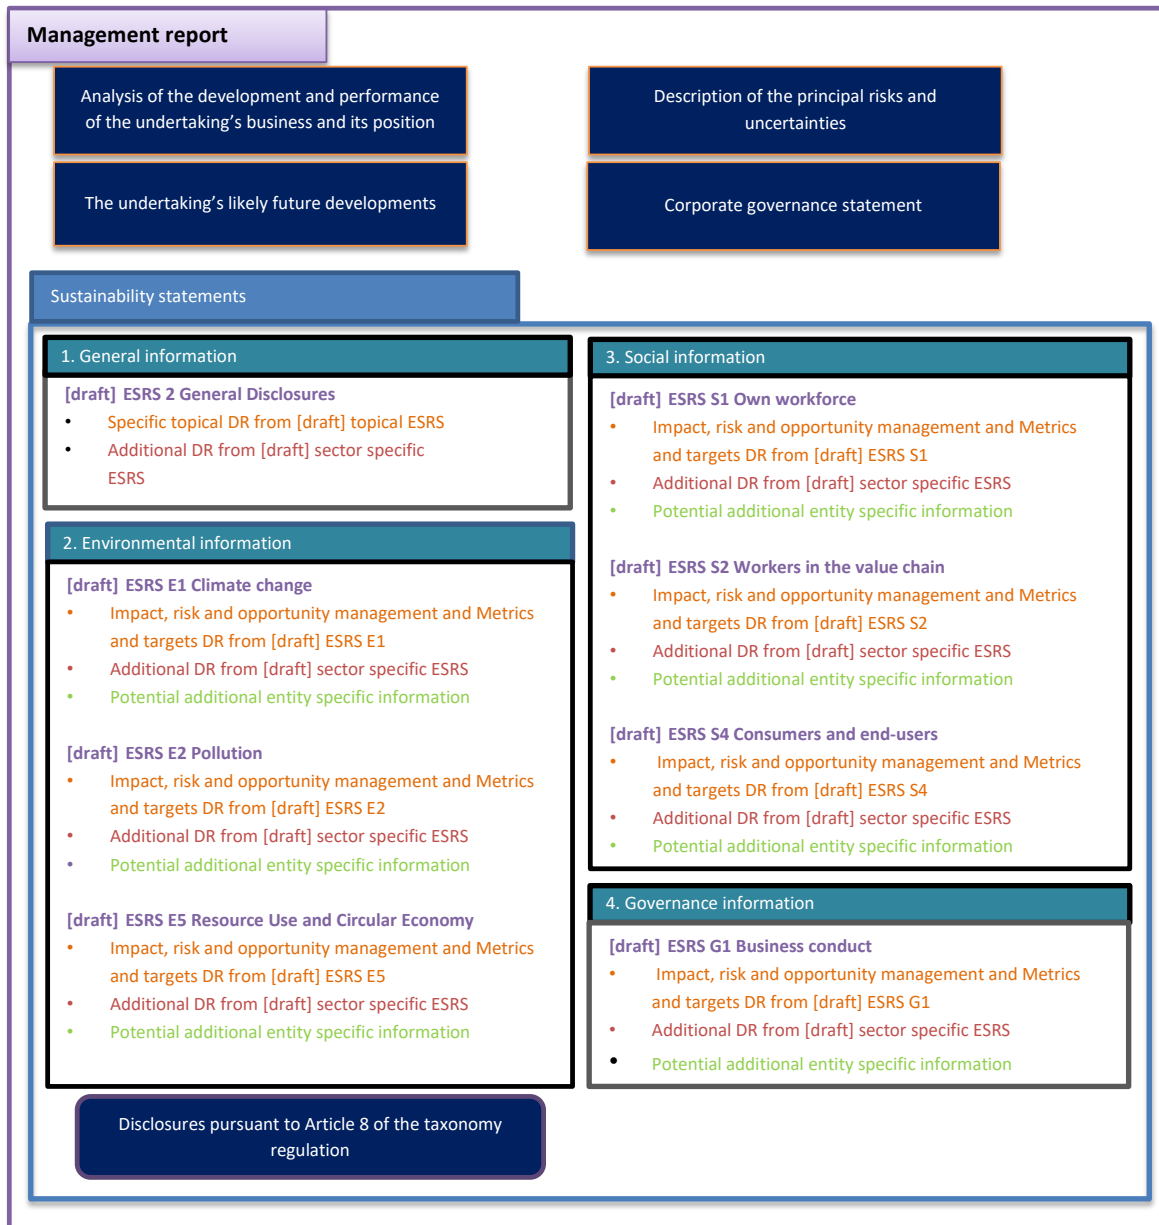 Management report
Analysis of the development and performance
of the undertaking's business and its position
Description of the principal risks and
uncertainties
The undertaking's likely future developments
Corporate governance statement
Sustainability statements
1. General information
[draft] ESRS 2 General Disclosures
• Specific topical DR from [draft] topical ESRS
• Additional DR from [draft] sector specific
ESRS
2. Environmental information
[draft] ESRS E1 Climate change
• Impact, risk and opportunity management and Metrics
and targets DR from [draft] ESRS E1
• Additional DR from [draft] sector specific ESRS
• Potential additional entity specific information
[draft] ESRS E2 Pollution
• Impact, risk and opportunity management and Metrics
and targets DR from [draft] ESRS E2
• Additional DR from [draft] sector specific ESRS
• Potential additional entity specific information
[draft] ESRS E5 Resource Use and Circular Economy
• Impact, risk and opportunity management and Metrics
and targets DR from [draft] ESRS E5
• Additional DR from [draft] sector specific ESRS
• Potential additional entity specific information
Disclosures pursuant to Article 8 of the taxonomy
regulation
3. Social information
[draft] ESRS S1 Own workforce
• Impact, risk and opportunity management and Metrics
and targets DR from [draft] ESRS S1
• Additional DR from [draft] sector specific ESRS
• Potential additional entity specific information
[draft] ESRS S2 Workers in the value chain
• Impact, risk and opportunity management and Metrics
and targets DR from [draft] ESRS S2
• Additional DR from [draft] sector specific ESRS
• Potential additional entity specific information
[draft] ESRS S4 Consumers and end-users
• Impact, risk and opportunity management and Metrics
and targets DR from [draft] ESRS S4
• Additional DR from [draft] sector specific ESRS
• Potential additional entity specific information
4. Governance information
[draft] ESRS G1 Business conduct
• Impact, risk and opportunity management and Metrics
and targets DR from [draft] ESRS G1
• Additional DR from [draft] sector specific ESRS
• Potential additional entity specific information